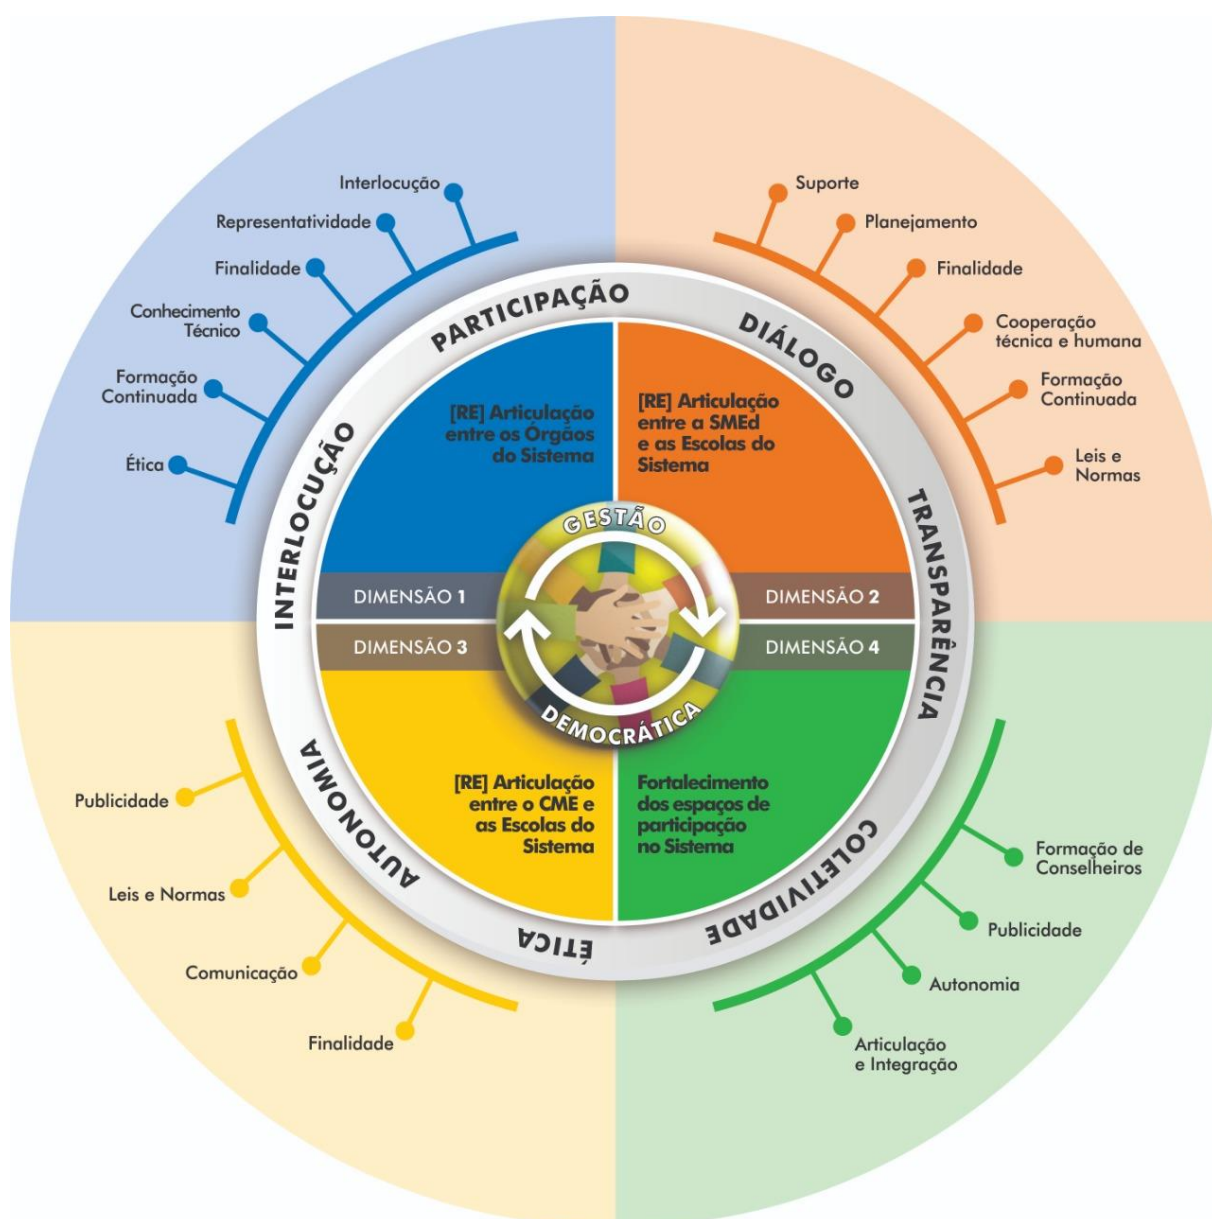 Interlocução
Representatividade
Finalidade
Conhecimento
Técnico
Formação
Continuada
Ética
Suporte
Planejamento
Finalidade
Cooperação
técnica e humana
Formação
Continuada
Leis e
Normas
PARTICIPAÇÃO
DIÁLOGO
TRANSPARÊNCIA
COLETIVIDADE
ÉTICA
AUTONOMIA
INTERLOCUÇÃO
[RE] Articulação
entre os Órgãos
do Sistema
DIMENSÃO 1
[RE] Articulação
entre a SMEd
e as Escolas do
Sistema
DIMENSÃO 2
GESTÃO
DEMOCRÁTICA
DIMENSÃO 3
[RE] Articulação
entre o CME e
as Escolas do
Sistema
DIMENSÃO 4
Fortalecimento
dos espaços de
participação
no Sistema
Publicidade
Leis e Normas
Comunicação
Finalidade
Formação de
Conselheiros
Publicidade
Autonomia
Articulação
e Integração